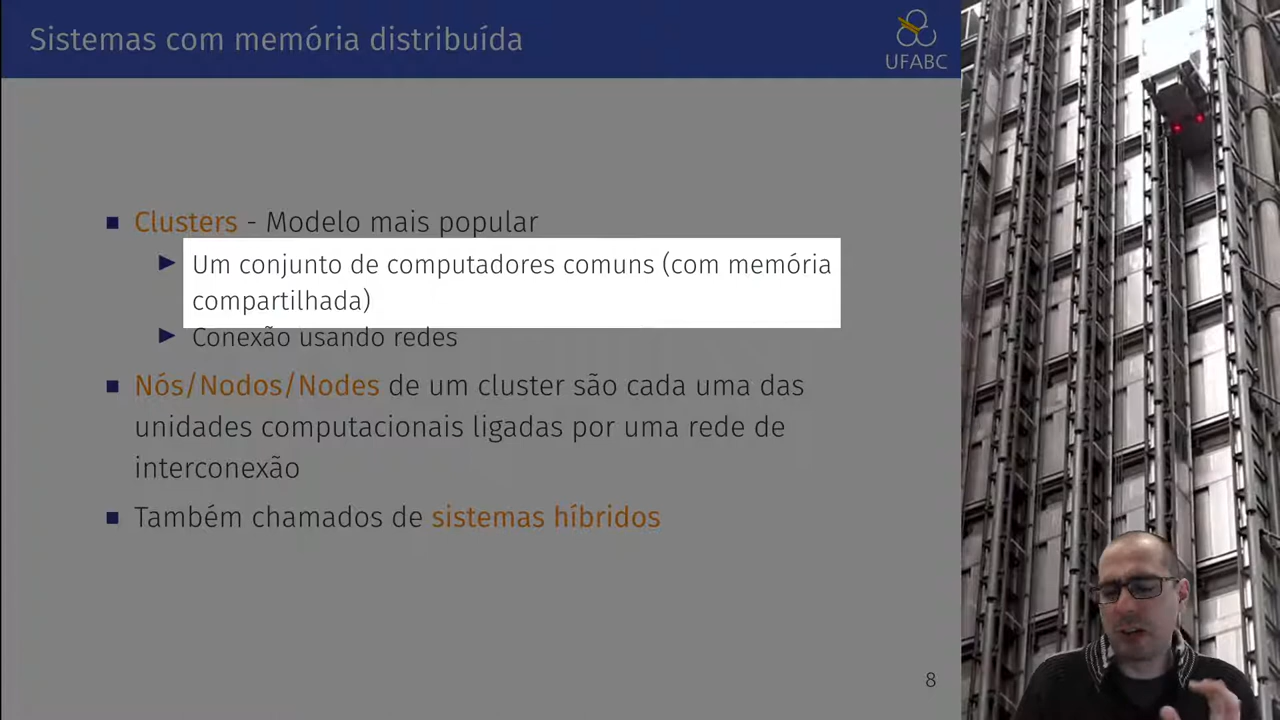 Sistemas com memória distribuída
UFABC
Clusters - Modelo mais popular
Um conjunto de computadores comuns (com memória
compartilhada)
Conexão usando redes
Nós/Nodos/Nodes de um cluster são cada uma das
unidades computacionais ligadas por uma rede de
interconexão
Também chamados de sistemas híbridos
8